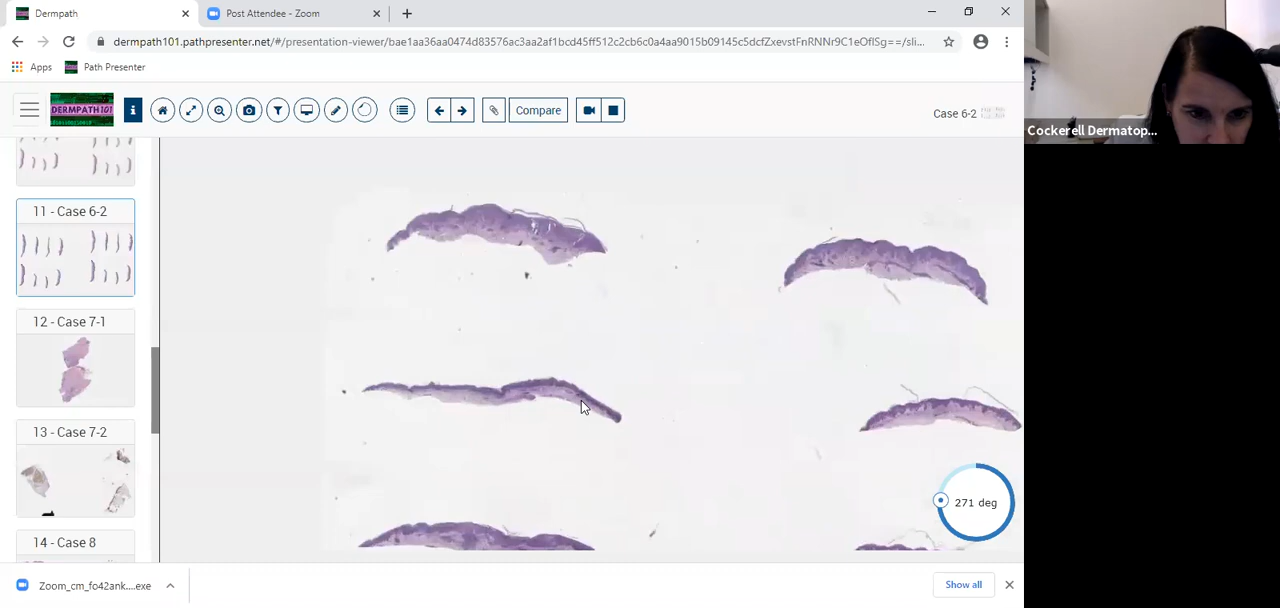 Dermpath
Post Attendee - Zoom
dermpath101.pathpresenter.net/#/presentation-viewer/bae1aa36aa0474d83576ac3aa2af1bcd45ff512c2cb6c0a4aa9015b09145c5dcfZxevstFnRNNr9C1eOflSg==/sli...
Apps
Path Presenter
DERMPATH101
Compare
Case 6-2
Cockerell Dermatop...
11 - Case 6-2
12 - Case 7-1
13 - Case 7-2
271 deg
14 - Case 8
Zoom_cm_fo42ank....exe
Show all